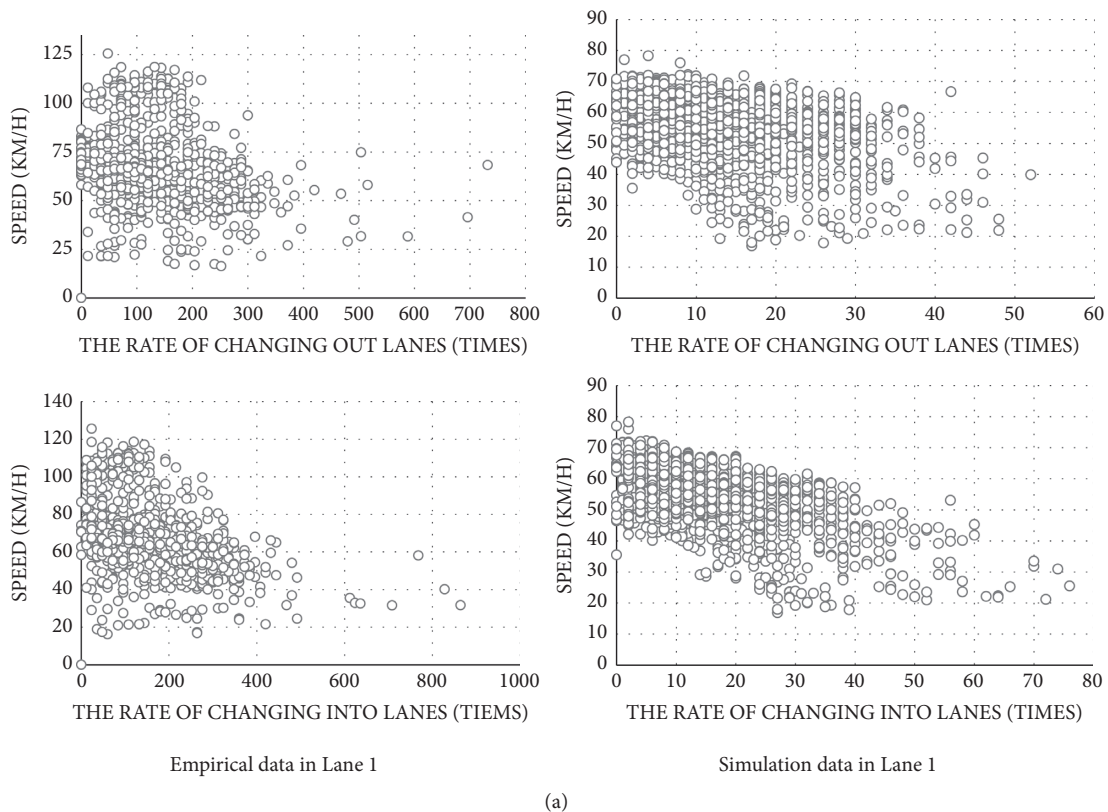 125
100
75
50
25
0
SPEED (KM/H)
0 100 200 300 400 500 600 700 800
THE RATE OF CHANGING OUT LANES (TIMES)
90
80
70
60
50
40
30
20
10
0
SPEED (KM/H)
0 10 20 30 40 50 60
THE RATE OF CHANGING OUT LANES (TIMES)
140
120
100
80
60
40
20
0
SPEED (KM/H)
0 200 400 600 800 1000
THE RATE OF CHANGING INTO LANES (TIEMS)
90
80
70
60
50
40
30
20
10
0
SPEED (KM/H)
0 10 20 30 40 50 60 70 80
THE RATE OF CHANGING INTO LANES (TIMES)
Empirical data in Lane 1
Simulation data in Lane 1
(a)